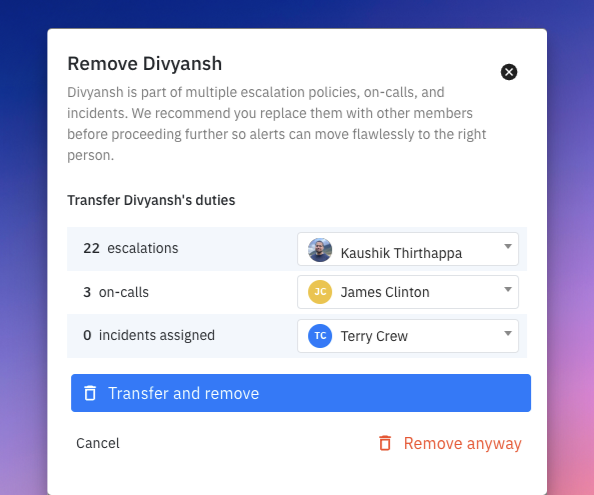 Remove Divyansh
Divyansh is part of multiple escalation policies, on-calls, and
incidents. We recommend you replace them with other members
before proceeding further so alerts can move flawlessly to the right
person.
Transfer Divyansh's duties
22 escalations
Kaushik Thirthappa
3 on-calls
JC James Clinton
0 incidents assigned
TC Terry Crew
Transfer and remove
Cancel
Remove anyway